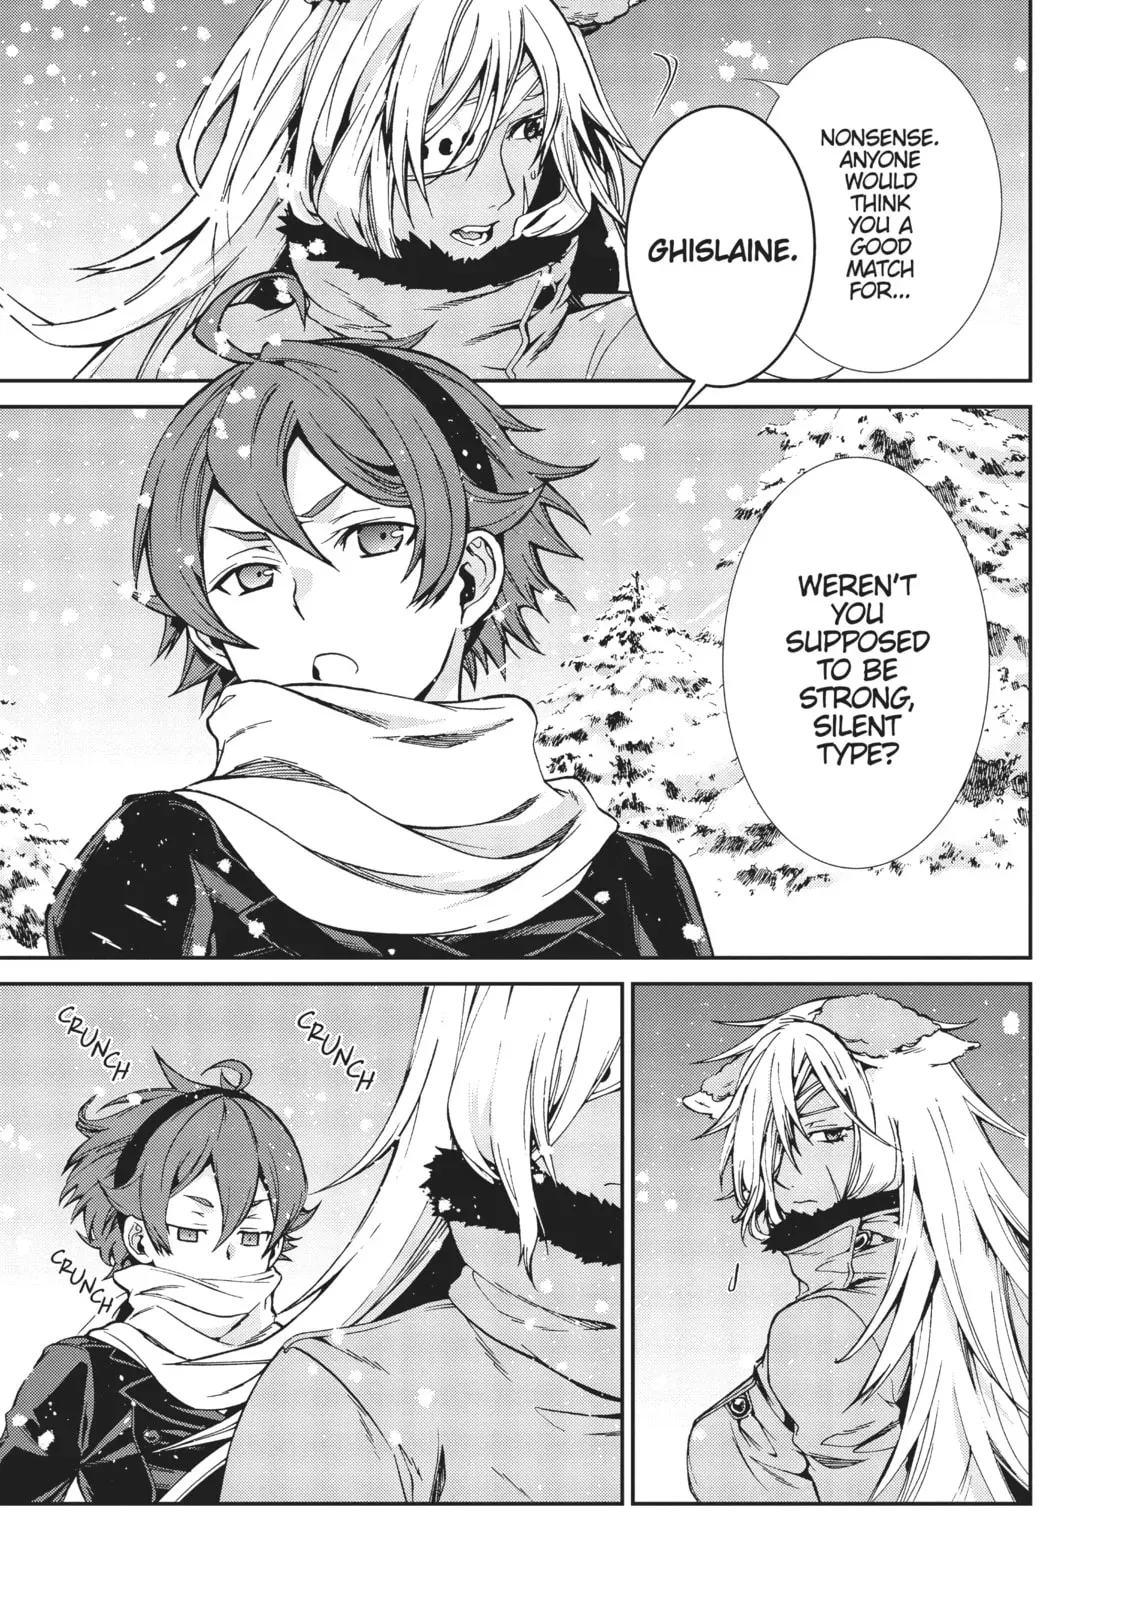 NONSENSE.
ANYONE
WOULD
THINK
YOU A
GOOD
MATCH
FOR...
GHISLAINE.
WEREN'T
YOU
SUPPOSED
TO BE
STRONG,
SILENT
TYPE?
CRUNCH
CRUNCH
CRUNCH